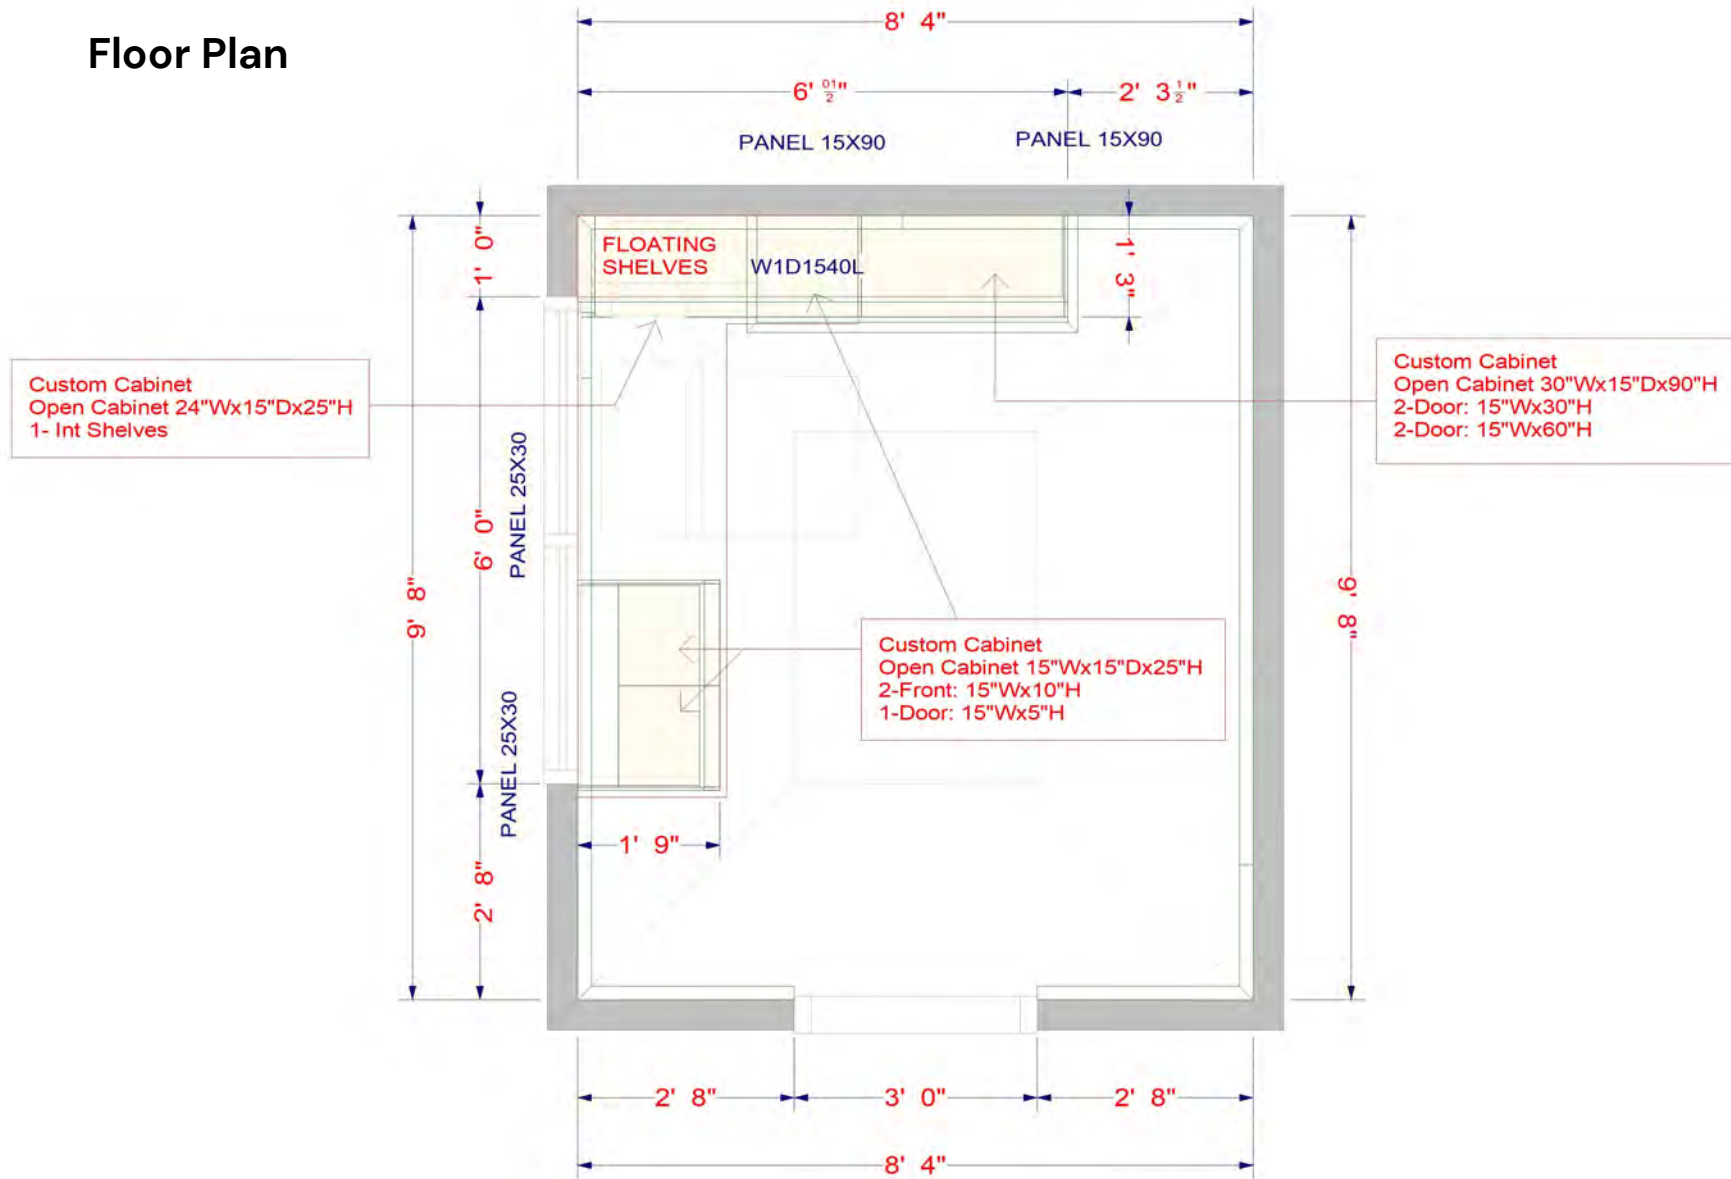 Floor Plan
8' 4"
6' 01/2"
2' 3 1/2"
PANEL 15X90
PANEL 15X90
1' 0"
FLOATING
SHELVES
W1D1540L
1' 3"
Custom Cabinet
Open Cabinet 24"Wx15"Dx25"H
1- Int Shelves
Custom Cabinet
Open Cabinet 30"Wx15"Dx90"H
2-Door: 15"Wx30"H
2-Door: 15"Wx60"H
PANEL 25X30
6' 0"
9' 8"
9' 8"
Custom Cabinet
Open Cabinet 15"Wx15"Dx25"H
2-Front: 15"Wx10"H
1-Door: 15"Wx5"H
PANEL 25X30
1' 9"
2' 8"
2' 8"
3' 0"
2' 8"
8' 4"